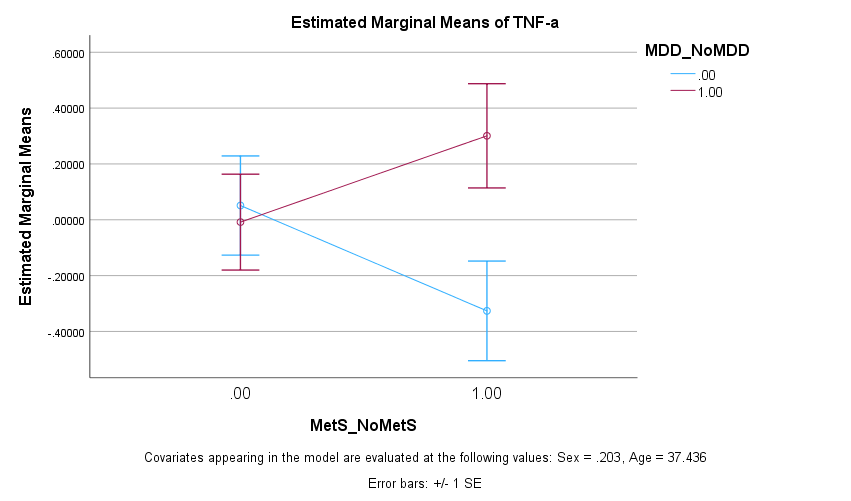 Estimated Marginal Means of TNF-a
MDD_NoMDD
.00
1.00
Estimated Marginal Means
.60000
.40000
.20000
.00000
-.20000
-.40000
.00
1.00
MetS_NoMetS
Covariates appearing in the model are evaluated at the following values: Sex = .203, Age = 37.436
Error bars: +/- 1 SE